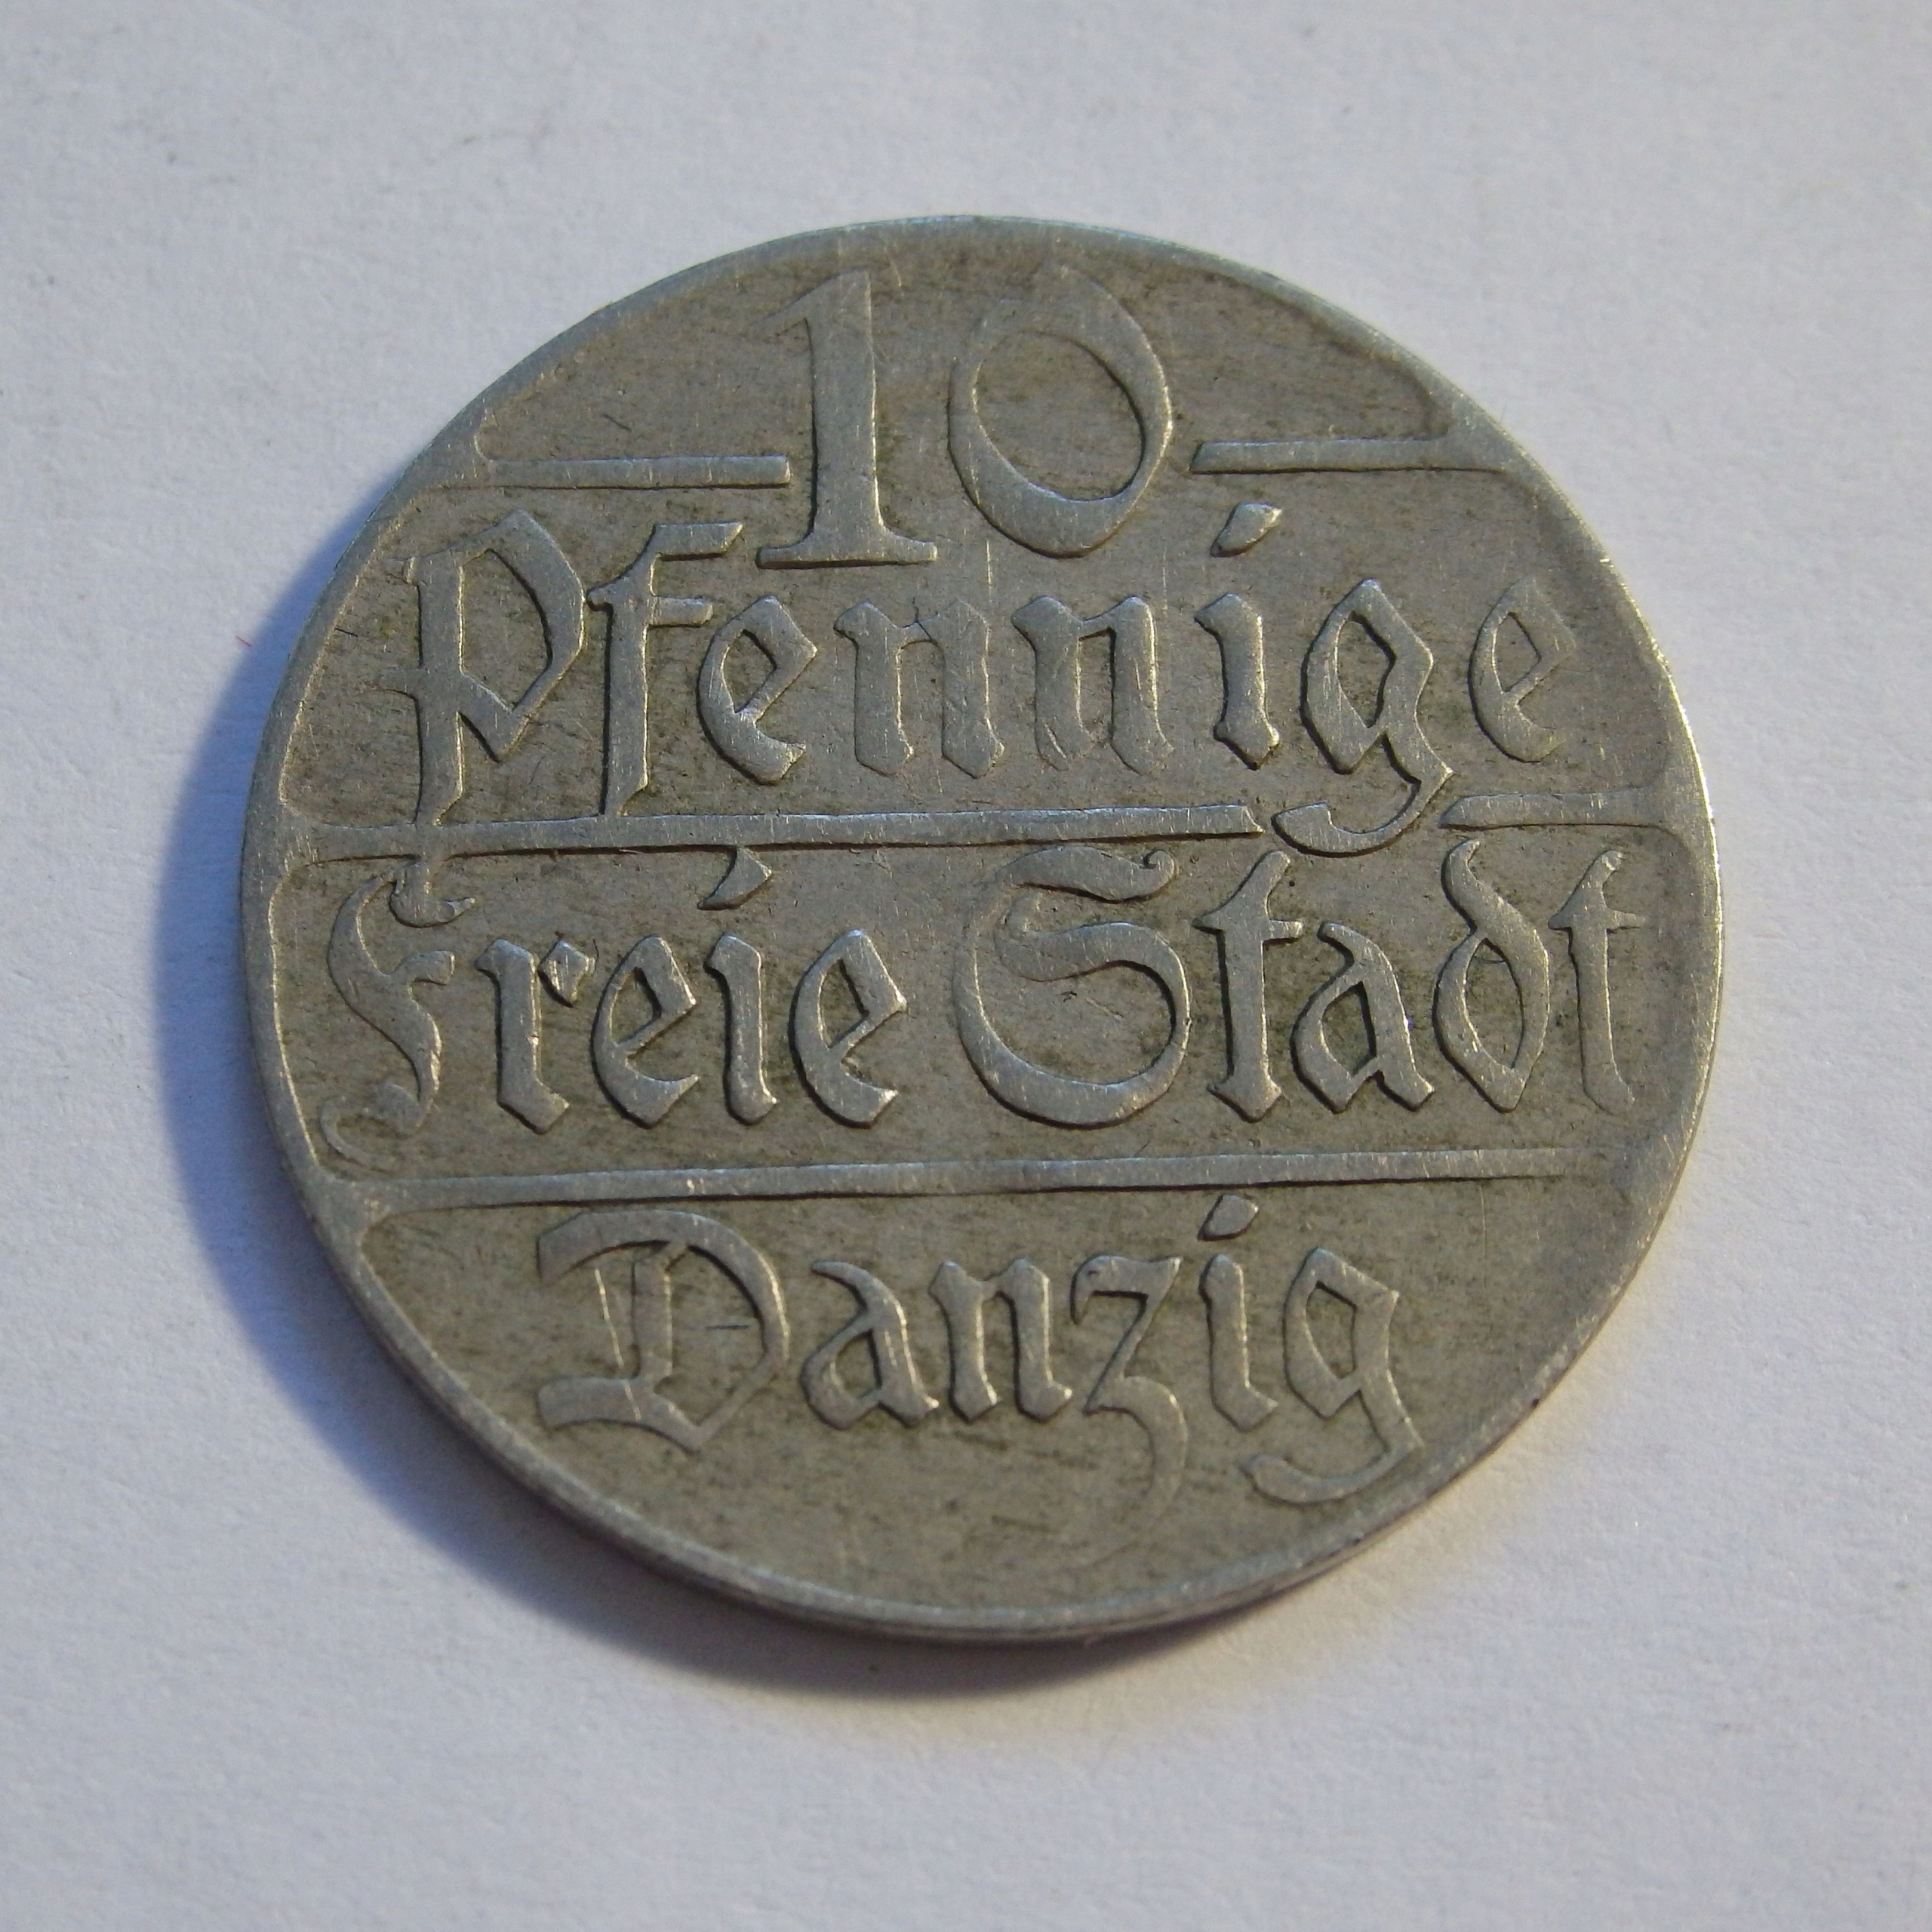 10
Pfennige
Freie Stadt
Danzig